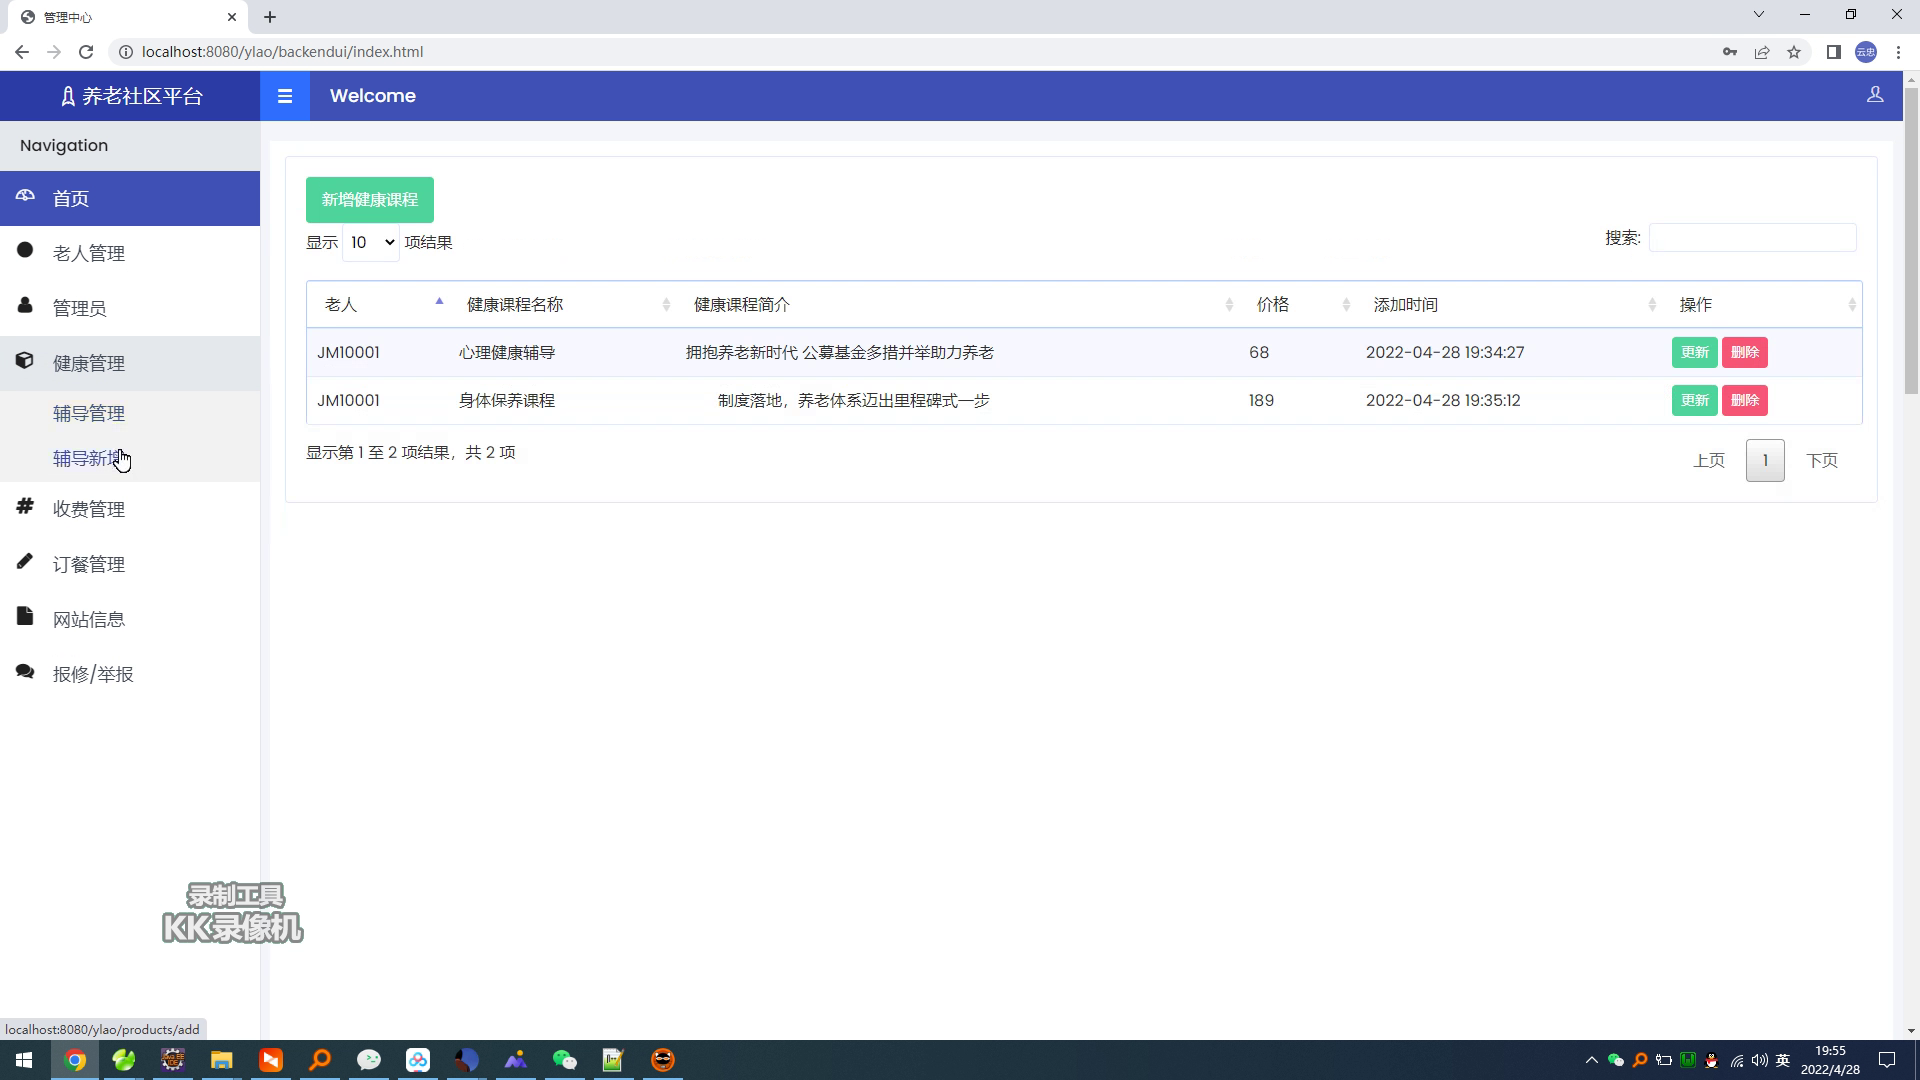 管理中心
localhost:8080/ylao/backendui/index.html
云忠
养老社区平台
Welcome
Navigation
首页
老人管理
管理员
健康管理
辅导管理
辅导新增
收费管理
订餐管理
网站信息
报修/举报
新增健康课程
显示 10 项结果
搜索:
老人 健康课程名称 健康课程简介 价格 添加时间 操作
JM10001 心理健康辅导 拥抱养老新时代 公募基金多措并举助力养老 68 2022-04-28 19:34:27 更新 删除
JM10001 身体保养课程 制度落地，养老体系迈出里程碑式一步 189 2022-04-28 19:35:12 更新 删除
显示第 1 至 2 项结果，共 2 项
上页 1 下页
录制工具
KK录像机
localhost:8080/ylao/products/add
英
19:55
2022/4/28